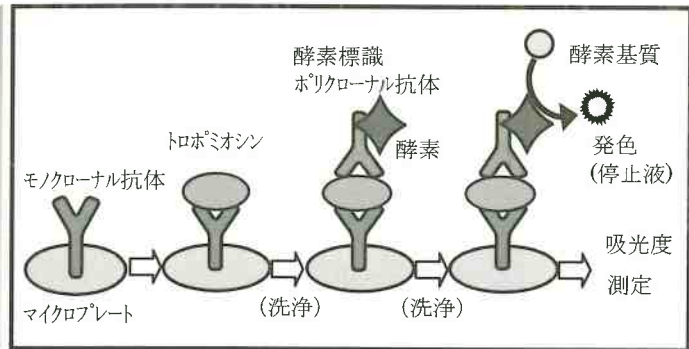 モノクローナル抗体
マイクロプレート
トロポミオシン
(洗浄)
酵素標識
ポリクローナル抗体
酵素
(洗浄)
酵素基質
発色
(停止液)
吸光度
測定